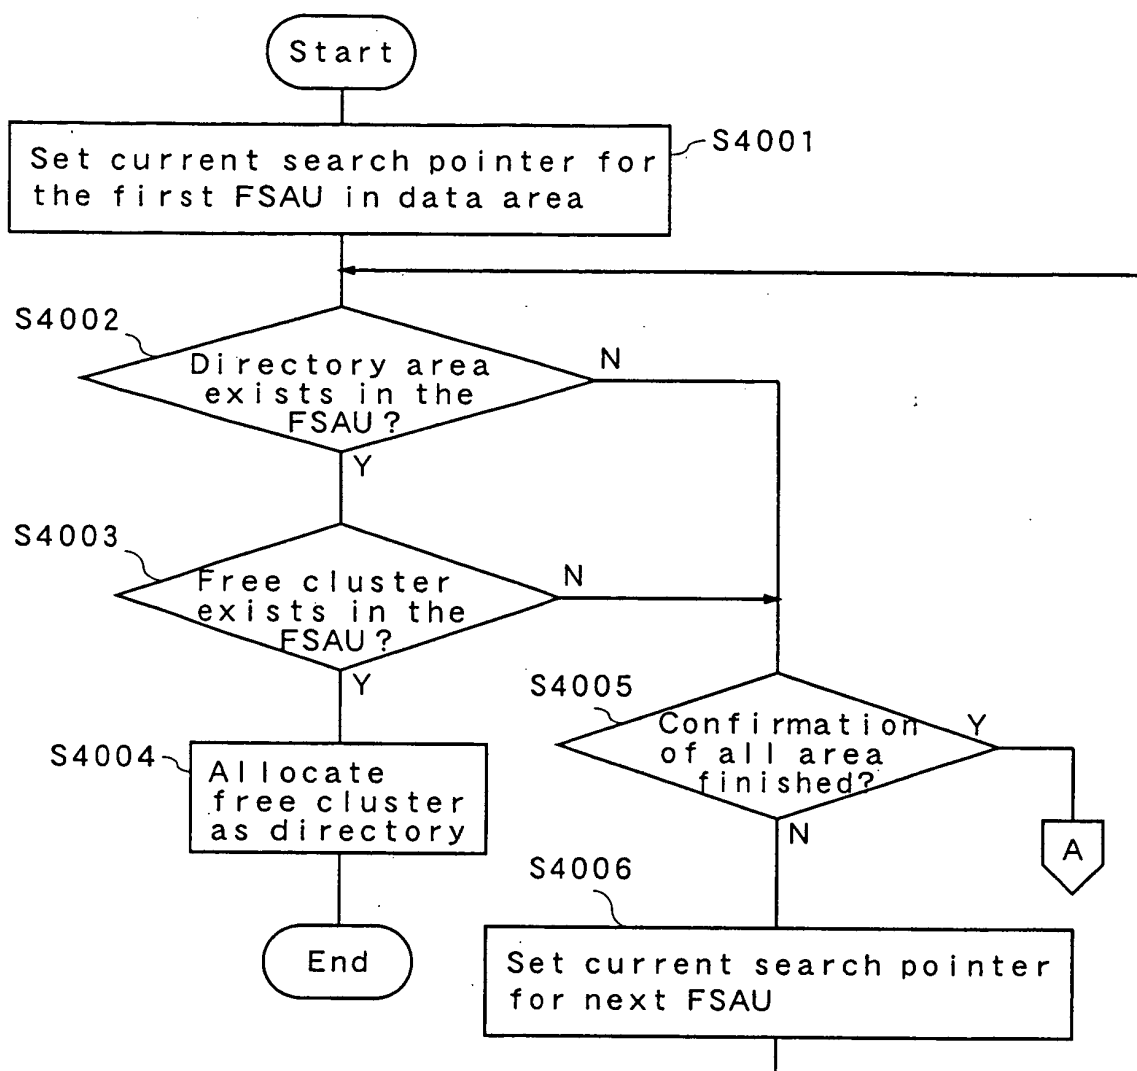 Start
S4001
Set current search pointer for
the first FSAU in data area
S4002
Directory area
exists in the
FSAU?
N
Y
S4003
Free cluster
exists in the
FSAU?
N
Y
S4004
Allocate
free cluster
as directory
End
S4005
Confirmation
of all area
finished?
Y
N
A
S4006
Set current search pointer
for next FSAU